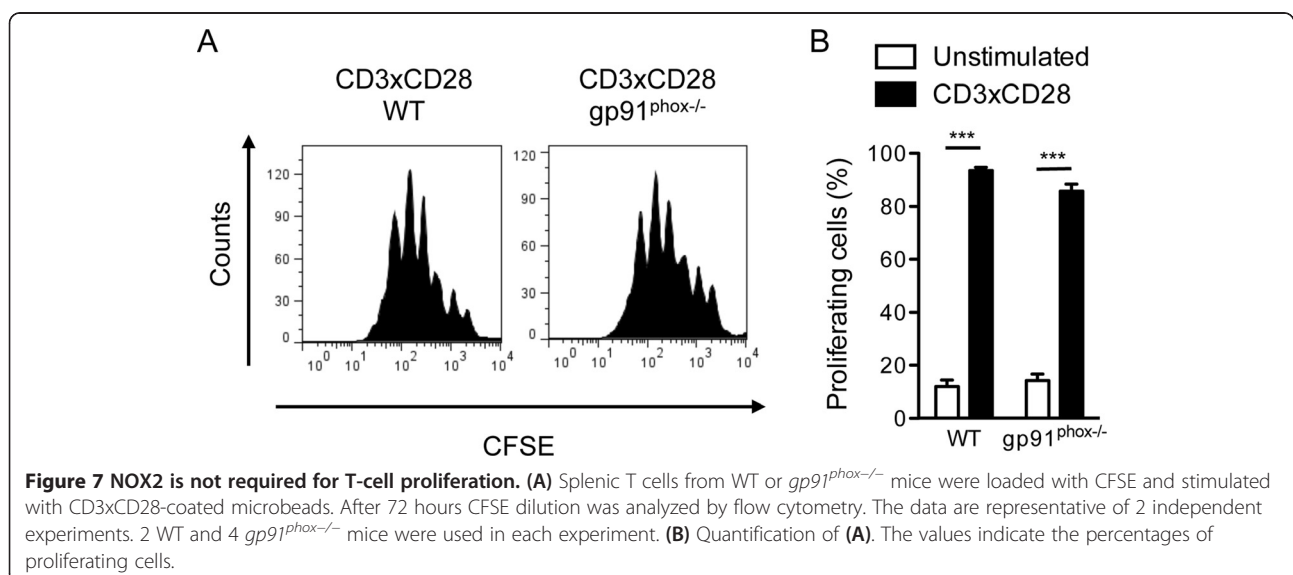 A
CD3xCD28
WT
CD3xCD28
gp91phox-/-
Counts
120
90
60
30
0
10^0 10^1 10^2 10^3 10^4
120
90
60
30
0
10^0 10^1 10^2 10^3 10^4
CFSE
B
Unstimulated
CD3xCD28
Proliferating cells (%)
100
80
60
40
20
0
***
***
WT
gp91phox-/-
Figure 7 NOX2 is not required for T-cell proliferation. (A) Splenic T cells from WT or gp91phox−/− mice were loaded with CFSE and stimulated
with CD3xCD28-coated microbeads. After 72 hours CFSE dilution was analyzed by flow cytometry. The data are representative of 2 independent
experiments. 2 WT and 4 gp91phox−/− mice were used in each experiment. (B) Quantification of (A). The values indicate the percentages of
proliferating cells.